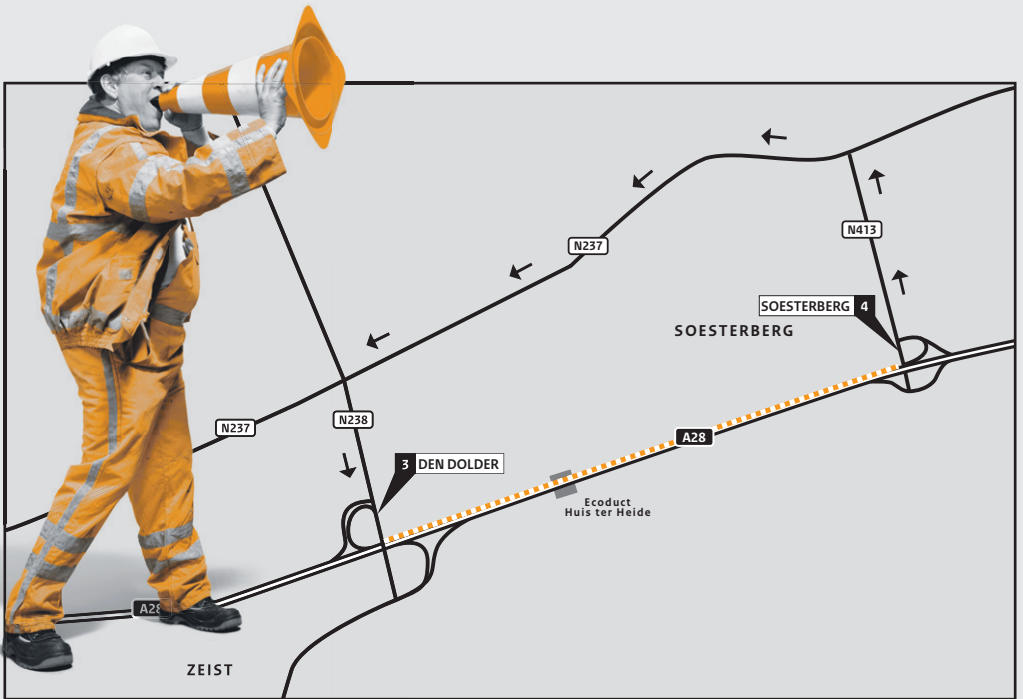 N237
N413
SOESTERBERG 4
SOESTERBERG
N237
N238
A28
3 DEN DOLDER
Ecoduct
Huis ter Heide
A28
ZEIST